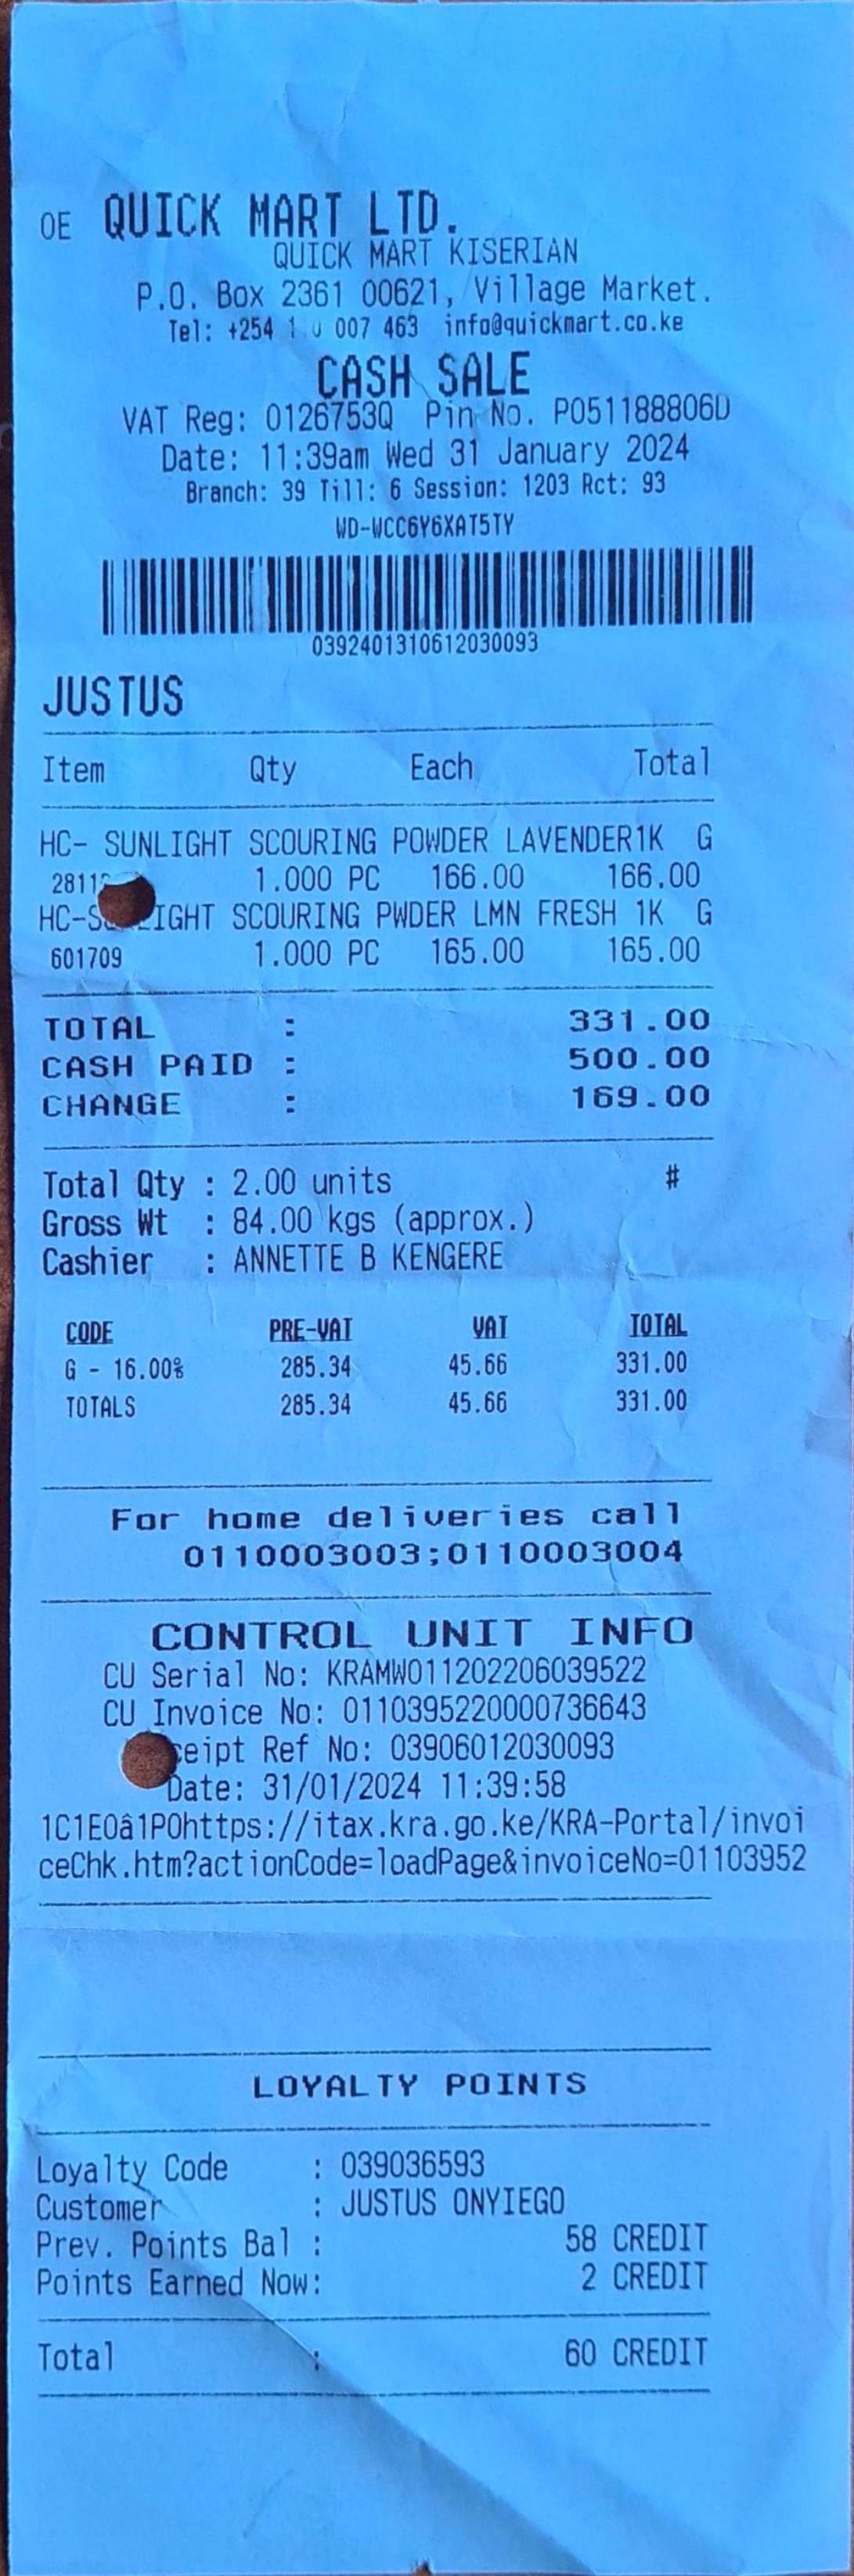 OE QUICK MART LTD.
QUICK MART KISERIAN
P.O. Box 2361 00621, Village Market.
Tel: +254 007 463 info@quickmart.co.ke
CASH SALE
VAT Reg: 0126753Q Pin No. P051188806D
Date: 11:39am Wed 31 January 2024
Branch: 39 Till: 6 Session: 1203 Rct: 93
WD-WCC6Y6XAT5TY
0392401310612030093
JUSTUS
Item Qty Each Total
HC- SUNLIGHT SCOURING POWDER LAVENDER1K G
1.000 PC 166.00 166.00
SCOURING PWDER LMN FRESH 1K G
601709 1.000 PC 165.00 165.00
TOTAL : 331.00
CASH PAID : 500.00
CHANGE : 169.00
Total Qty : 2.00 units #
Gross Wt : 84.00 kgs (approx.)
Cashier : ANNETTE B KENGERE
CODE PRE-VAT VAT TOTAL
G - 16.00% 285.34 45.66 331.00
TOTALS 285.34 45.66 331.00
For home deliveries call
0110003003;0110003004
CONTROL UNIT INFO
CU Serial No: KRAMW011202206039522
CU Invoice No: 0110395220000736643
Ref No: 03906012030093
Date: 31/01/2024 11:39:58
1C1E0â1P0https://itax.kra.go.ke/KRA-Portal/invoi
ceChk.htm?actionCode=loadPage&invoiceNo=01103952
LOYALTY POINTS
Loyalty Code : 039036593
Customer : JUSTUS ONYIEGO
Prev. Points Bal : 58 CREDIT
Points Earned Now: 2 CREDIT
Total : 60 CREDIT